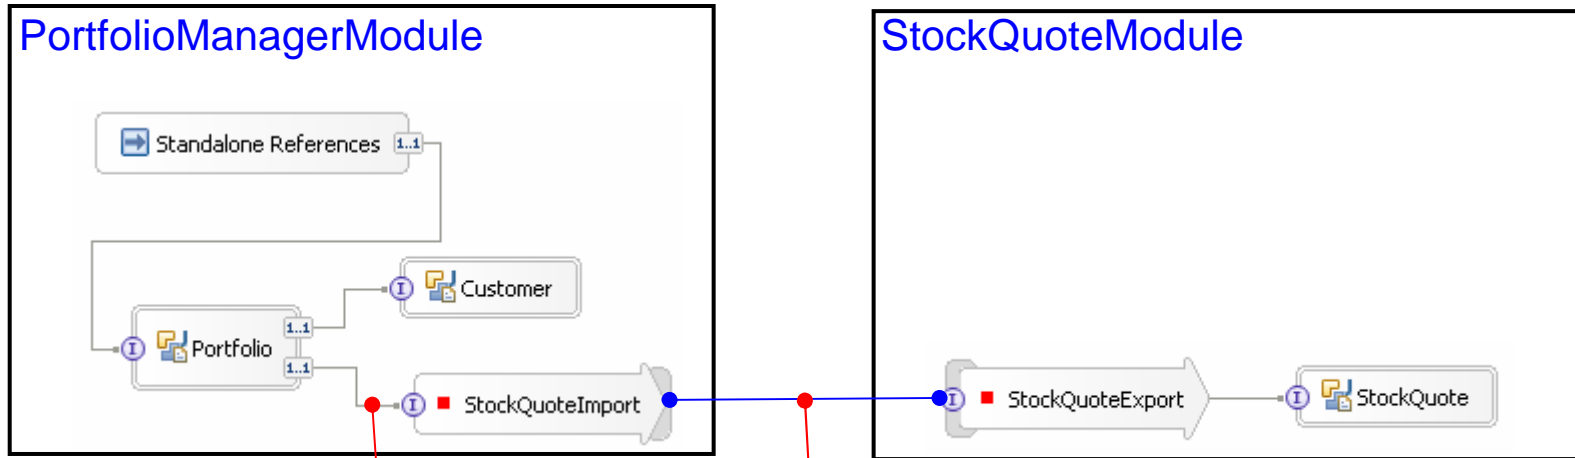 PortfolioManagerModule
StockQuoteModule
Standalone References 1..1
I Customer
I Portfolio 1..1
1..1
I StockQuoteImport
I StockQuoteExport
I StockQuote